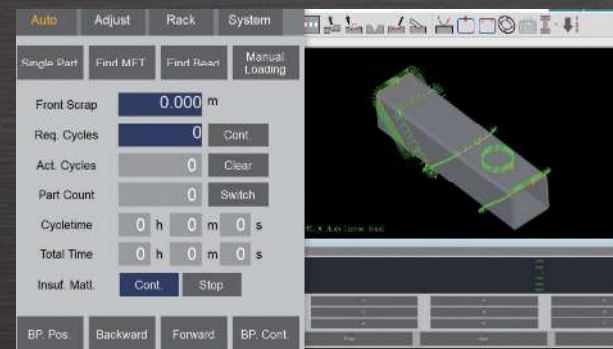 Auto Adjust Rack System
Single Part Find MFT Find Bead Manual Loading
Front Scrap 0.000 m
Req. Cycles 0 Cont.
Act. Cycles 0 Clear
Part Count 0 Switch
Cycletime 0 h 0 m 0 s
Total Time 0 h 0 m 0 s
Insuf. Matl. Cont. Stop
BP. Pos. Backward Forward BP. Cont.